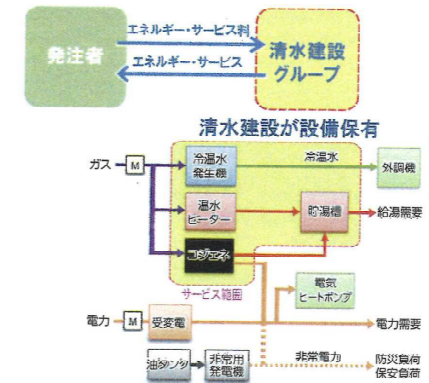 発注者
エネルギー・サービス料
エネルギー・サービス
清水建設
グループ
清水建設が設備保有
ガス
M
冷温水
発生機
冷温水
外調機
温水
ヒーター
貯湯槽
給湯需要
コジェネ
サービス範囲
電気
ヒートポンプ
電力
M
受変電
電力需要
油タンク
非常用
発電機
非常電力
防災負荷
保安負荷